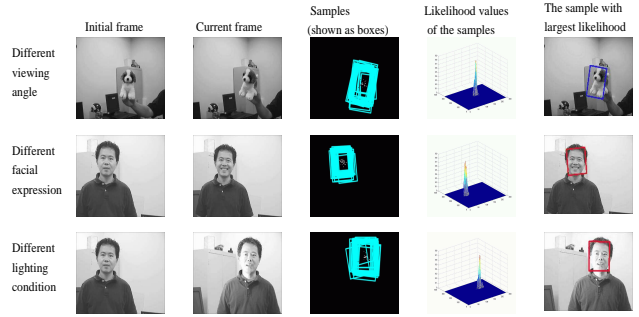 Initial frame
Current frame
Samples
(shown as boxes)
Likelihood values
of the samples
The sample with
largest likelihood
Different
viewing
angle
Different
facial
expression
Different
lighting
condition